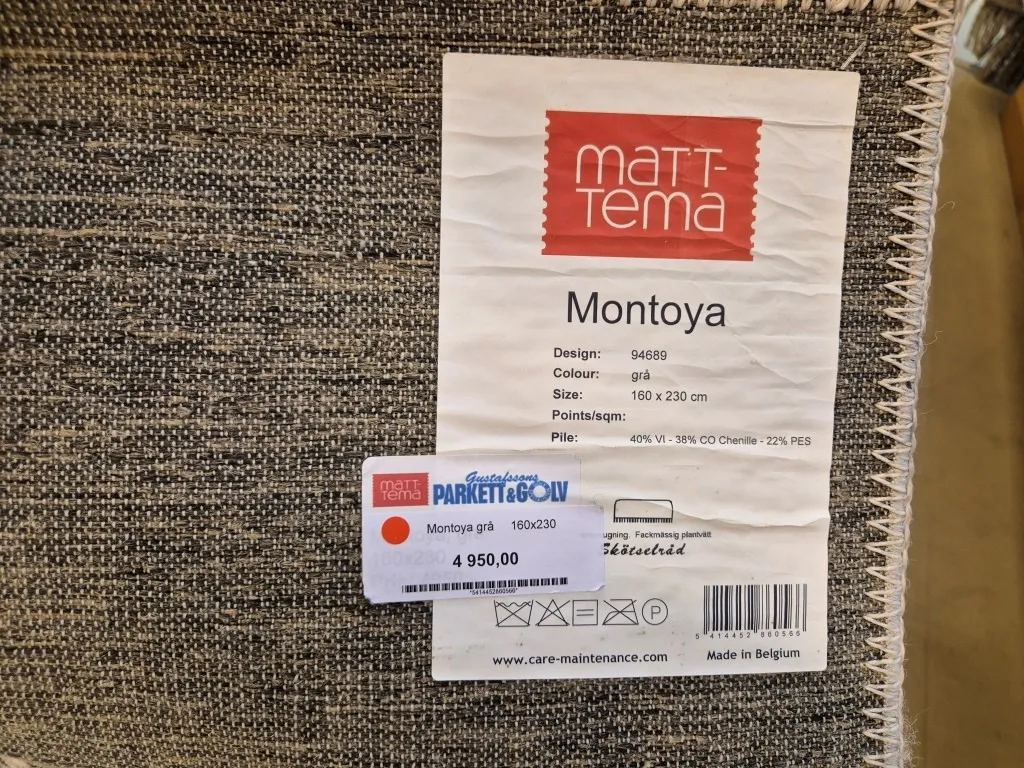 maTT-
Tema
Montoya
Design: 94689
Colour: grå
Size: 160 x 230 cm
Points/sqm:
Pile: 40% VI - 38% CO Chenille - 22% PES
maTT-
Tema
Gustafssons
PARKETT&GOLV
Montoya grå 160x230
4 950,00
*5414452860566*
Fackmässig plantvätt
Skötselråd
P
5 414452 860566
www.care-maintenance.com
Made in Belgium